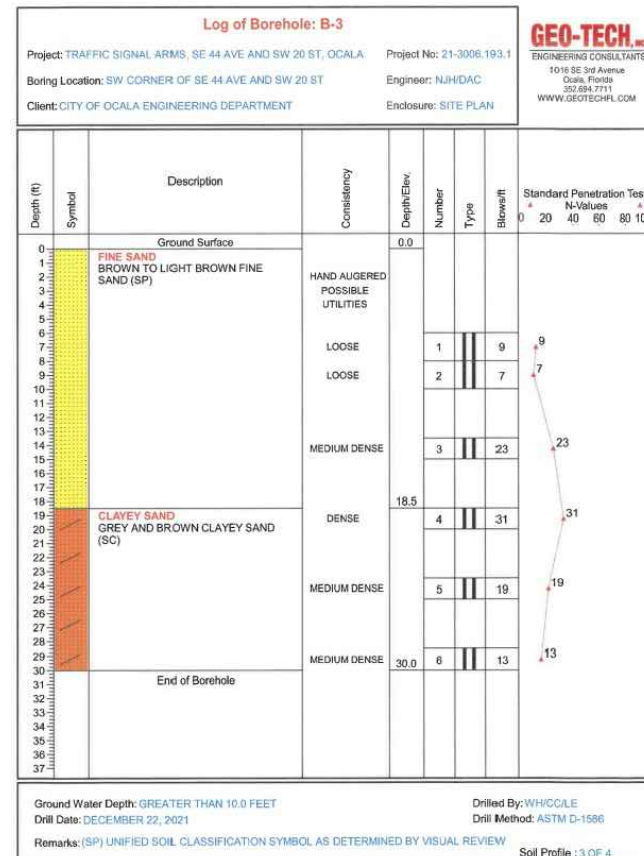 Log of Borehole: B-3
Project: TRAFFIC SIGNAL ARMS, SE 44 AVE AND SW 20 ST, OCALA
Project No: 21-3006.193.1
Boring Location: SW CORNER OF SE 44 AVE AND SW 20 ST
Engineer: NJH/DAC
Client: CITY OF OCALA ENGINEERING DEPARTMENT
Enclosure: SITE PLAN
GEO-TECH, INC
ENGINEERING CONSULTANTS
1016 SE 3rd Avenue
Ocala, Florida
352.694.7711
WWW.GEOTECHFL.COM
Depth (ft)
Symbol
Description
Consistency
Depth/Elev.
Number
Type
Blows/ft
Standard Penetration Tes
N-Values
0 20 40 60 80 10
Ground Surface
0.0
FINE SAND
BROWN TO LIGHT BROWN FINE
SAND (SP)
HAND AUGERED
POSSIBLE
UTILITIES
LOOSE 1 9 9
LOOSE 2 7 7
MEDIUM DENSE 3 23 23
18.5
CLAYEY SAND
GREY AND BROWN CLAYEY SAND
(SC)
DENSE 4 31 31
MEDIUM DENSE 5 19 19
MEDIUM DENSE 30.0 6 13 13
End of Borehole
0
1
2
3
4
5
6
7
8
9
10
11
12
13
14
15
16
17
18
19
20
21
22
23
24
25
26
27
28
29
30
31
32
33
34
35
36
37
Ground Water Depth: GREATER THAN 10.0 FEET
Drilled By: WH/CC/LE
Drill Date: DECEMBER 22, 2021
Drill Method: ASTM D-1586
Remarks: (SP) UNIFIED SOIL CLASSIFICATION SYMBOL AS DETERMINED BY VISUAL REVIEW
Soil Profile : 3 OF 4